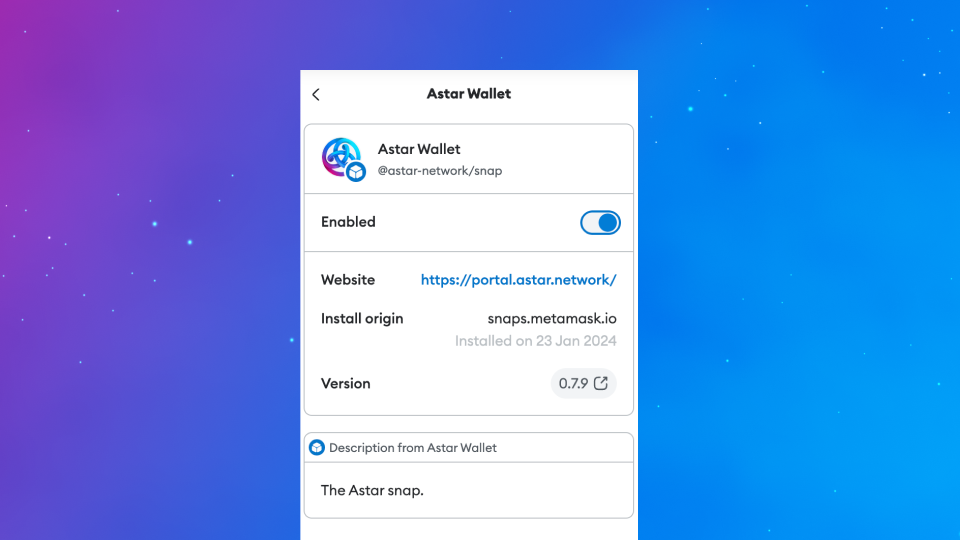 Astar Wallet
Astar Wallet
@astar-network/snap
Enabled
Website https://portal.astar.network/
Install origin snaps.metamask.io
Installed on 23 Jan 2024
Version 0.7.9
Description from Astar Wallet
The Astar snap.